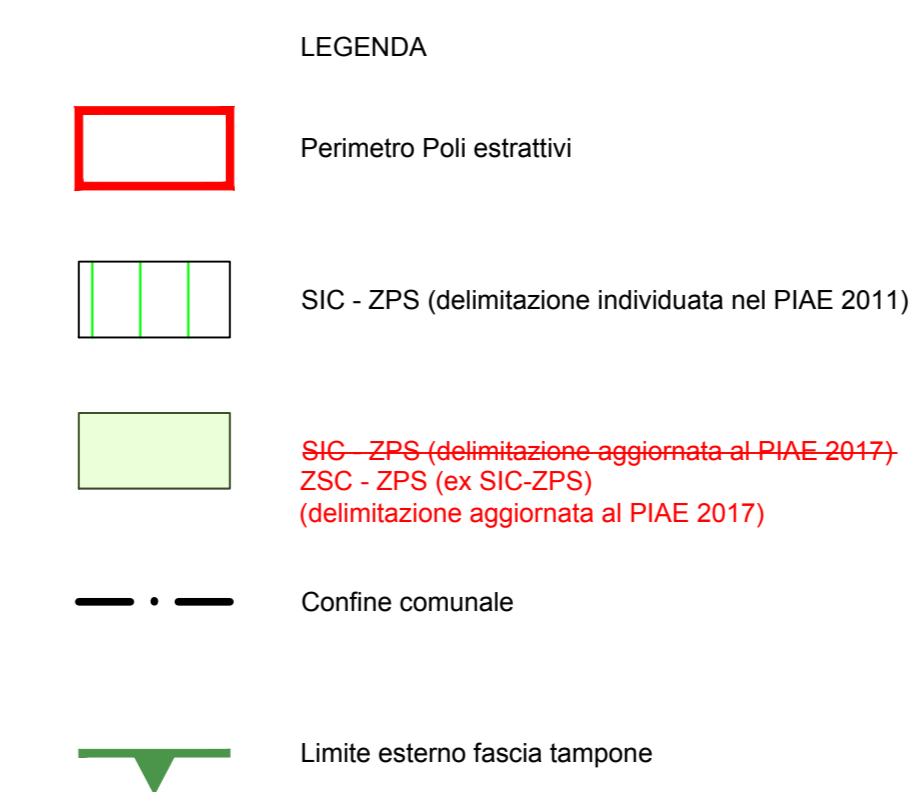 LEGENDA
Perimetro Poli estrattivi
SIC - ZPS (delimitazione individuata nel PIAE 2011)
SIC - ZPS (delimitazione aggiornata al PIAE 2017)
ZSC - ZPS (ex SIC-ZPS)
(delimitazione aggiornata al PIAE 2017)
Confine comunale
Limite esterno fascia tampone